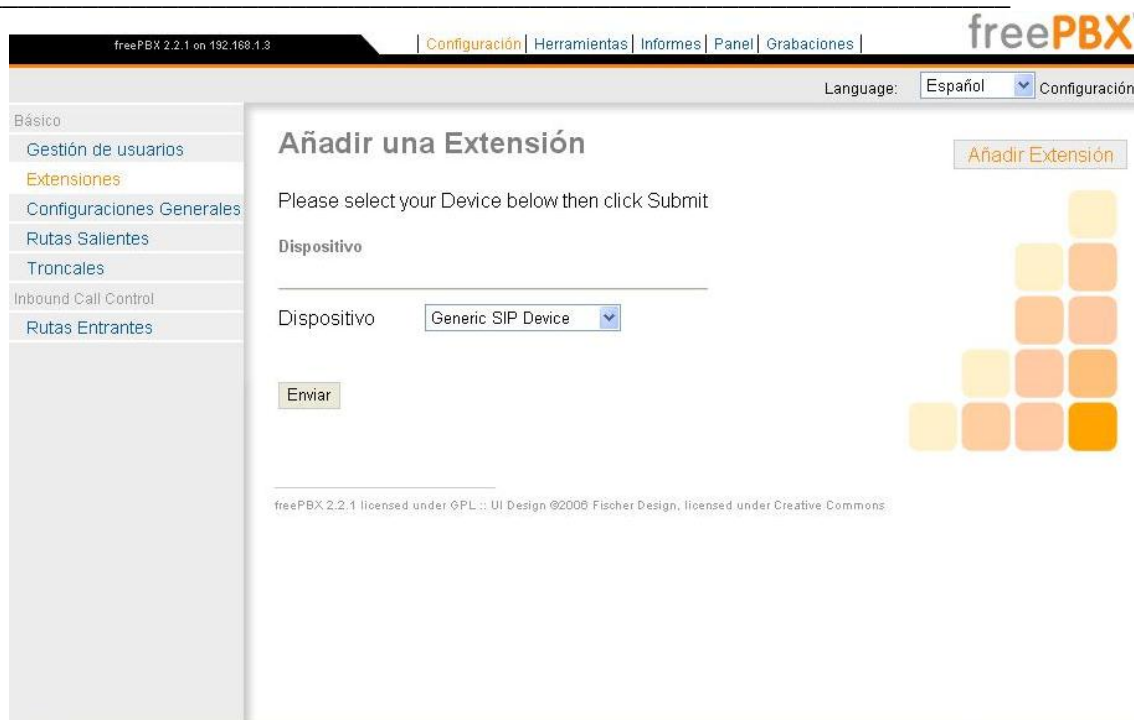 freePBX 2.2.1 on 192.168.1.3
Configuración| Herramientas| Informes| Panel| Grabaciones |
freePBX
Language: Español Configuración
Básico
Gestión de usuarios
Extensiones
Configuraciones Generales
Rutas Salientes
Troncales
Inbound Call Control
Rutas Entrantes
Añadir una Extensión
Añadir Extensión
Please select your Device below then click Submit
Dispositivo
Dispositivo Generic SIP Device
Enviar
freePBX 2.2.1 licensed under GPL :: UI Design @2006 Fischer Design, licensed under Creative Commons